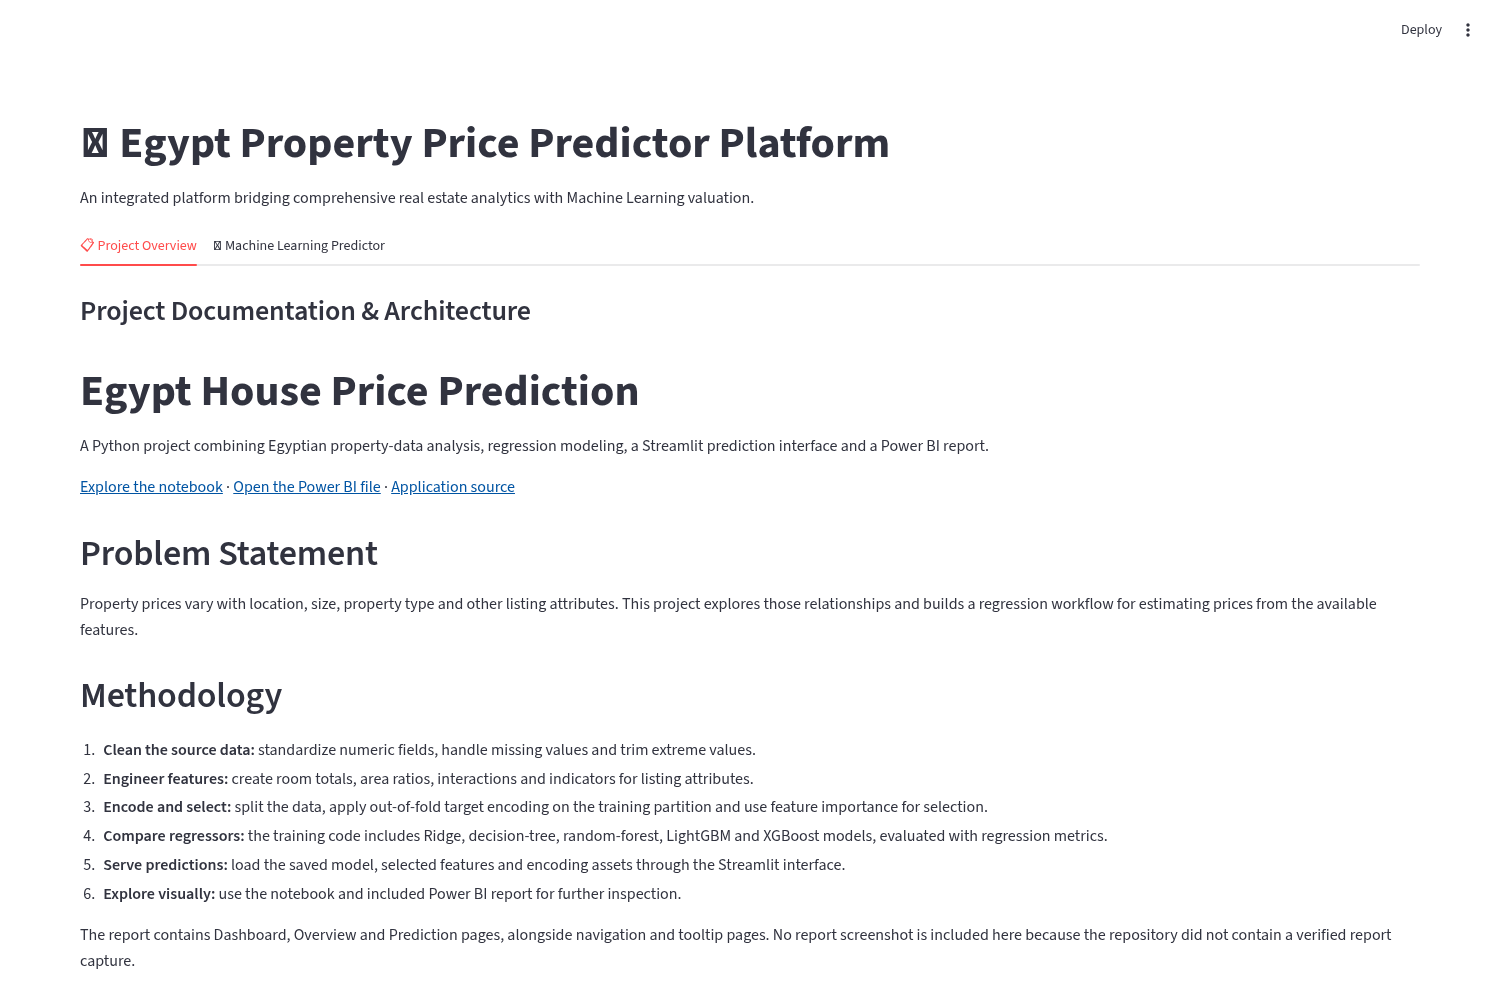 Deploy
Egypt Property Price Predictor Platform
An integrated platform bridging comprehensive real estate analytics with Machine Learning valuation.
📋 Project Overview
Machine Learning Predictor
Project Documentation & Architecture
Egypt House Price Prediction
A Python project combining Egyptian property-data analysis, regression modeling, a Streamlit prediction interface and a Power BI report.
Explore the notebook · Open the Power BI file · Application source
Problem Statement
Property prices vary with location, size, property type and other listing attributes. This project explores those relationships and builds a regression workflow for estimating prices from the available
features.
Methodology
1. Clean the source data: standardize numeric fields, handle missing values and trim extreme values.
2. Engineer features: create room totals, area ratios, interactions and indicators for listing attributes.
3. Encode and select: split the data, apply out-of-fold target encoding on the training partition and use feature importance for selection.
4. Compare regressors: the training code includes Ridge, decision-tree, random-forest, LightGBM and XGBoost models, evaluated with regression metrics.
5. Serve predictions: load the saved model, selected features and encoding assets through the Streamlit interface.
6. Explore visually: use the notebook and included Power BI report for further inspection.
The report contains Dashboard, Overview and Prediction pages, alongside navigation and tooltip pages. No report screenshot is included here because the repository did not contain a verified report
capture.